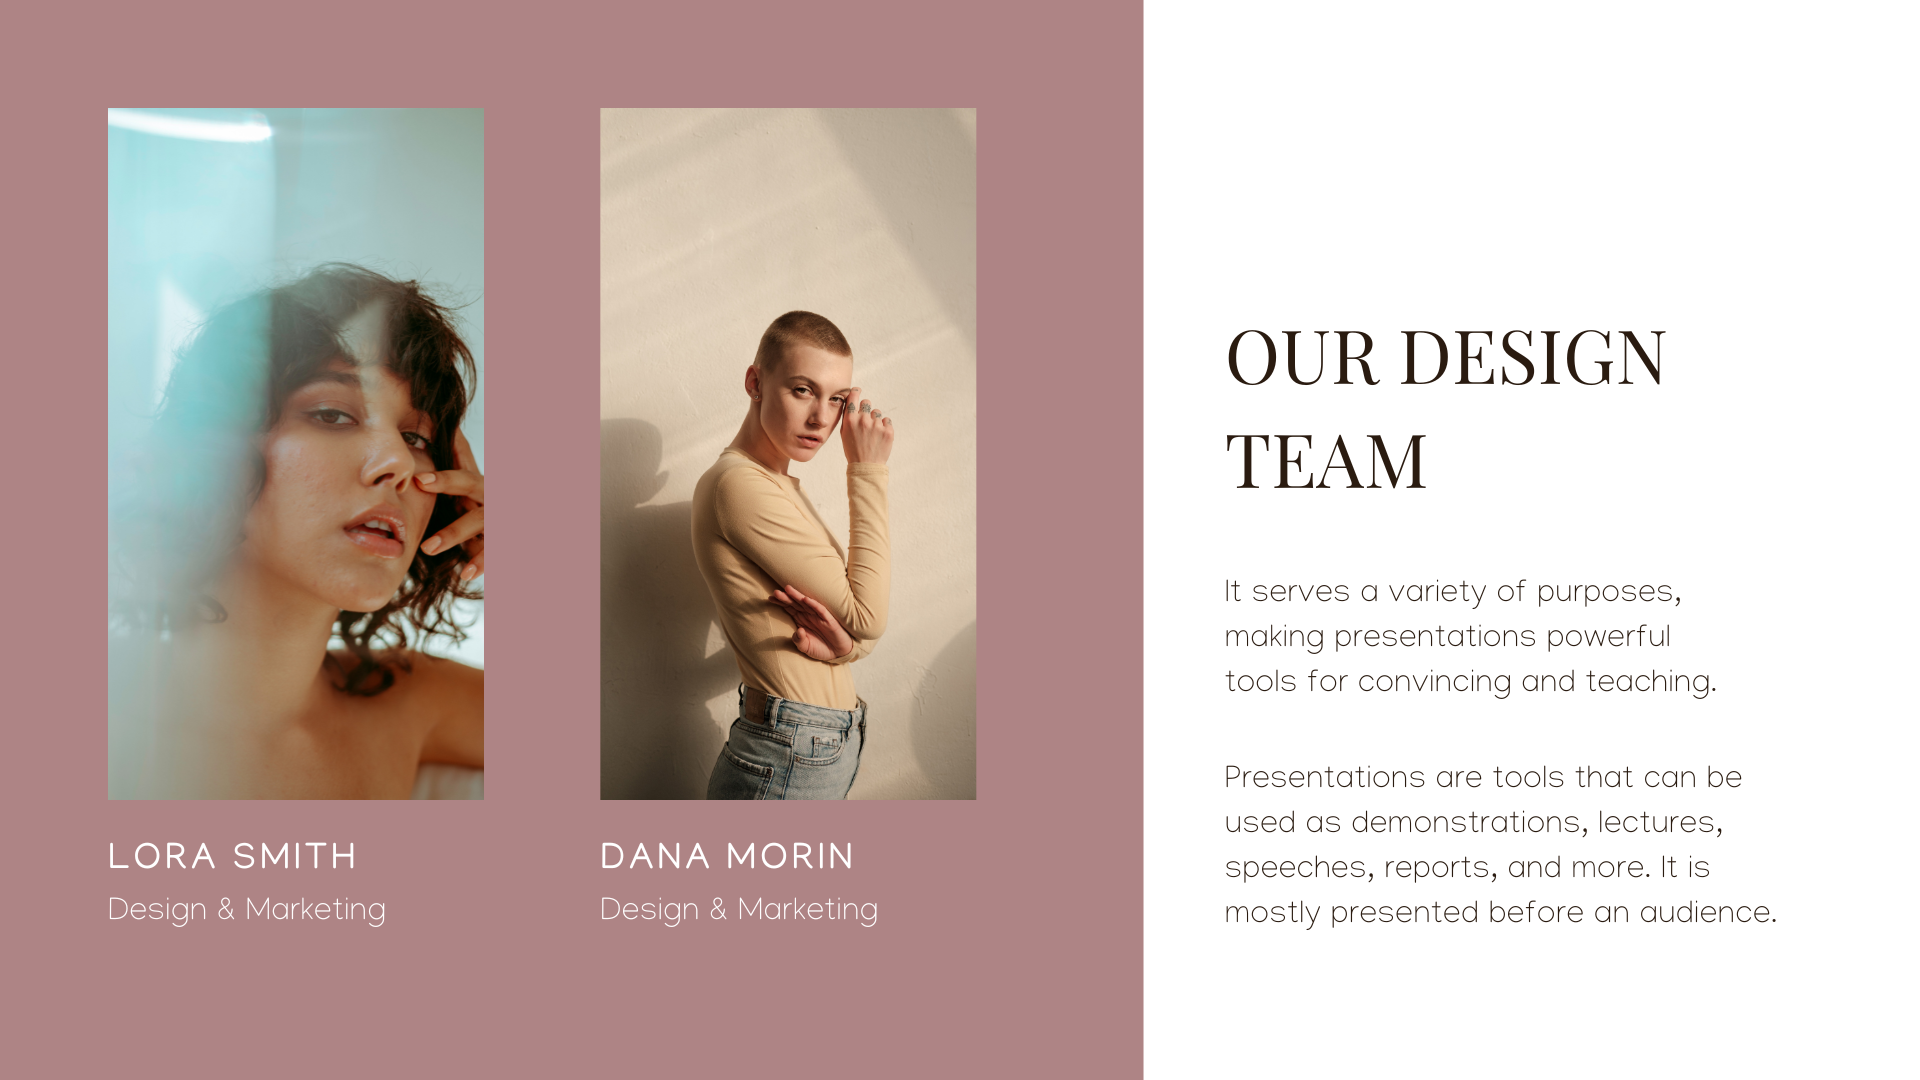 LORA SMITH
Design & Marketing
DANA MORIN
Design & Marketing
OUR DESIGN
TEAM
It serves a variety of purposes,
making presentations powerful
tools for convincing and teaching.
Presentations are tools that can be
used as demonstrations, lectures,
speeches, reports, and more. It is
mostly presented before an audience.